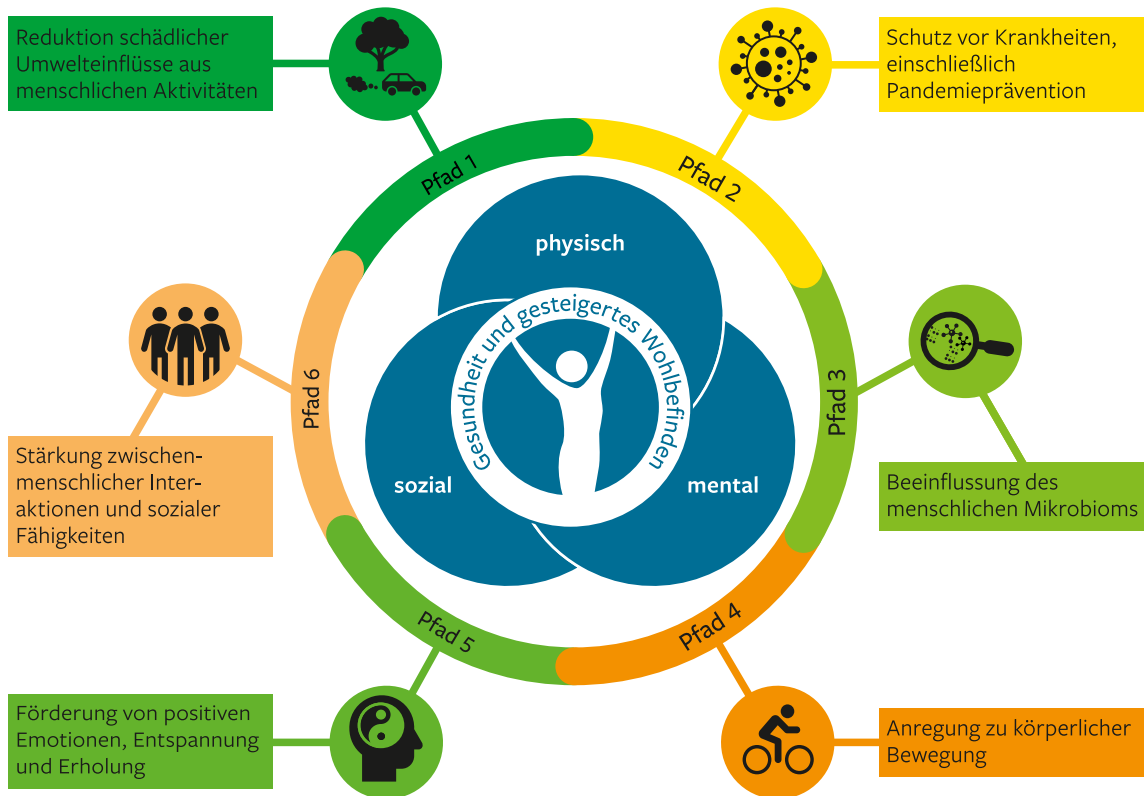 Reduktion schädlicher
Umwelteinflüsse aus
menschlichen Aktivitäten
Schutz vor Krankheiten,
einschließlich
Pandemieprävention
Pfad 1
Pfad 2
physisch
Gesundheit und gesteigertes Wohlbefinden
sozial
mental
Pfad 6
Pfad 3
Stärkung zwischen-
menschlicher Inter-
aktionen und sozialer
Fähigkeiten
Beeinflussung des
menschlichen Mikrobioms
Pfad 5
Pfad 4
Förderung von positiven
Emotionen, Entspannung
und Erholung
Anregung zu körperlicher
Bewegung